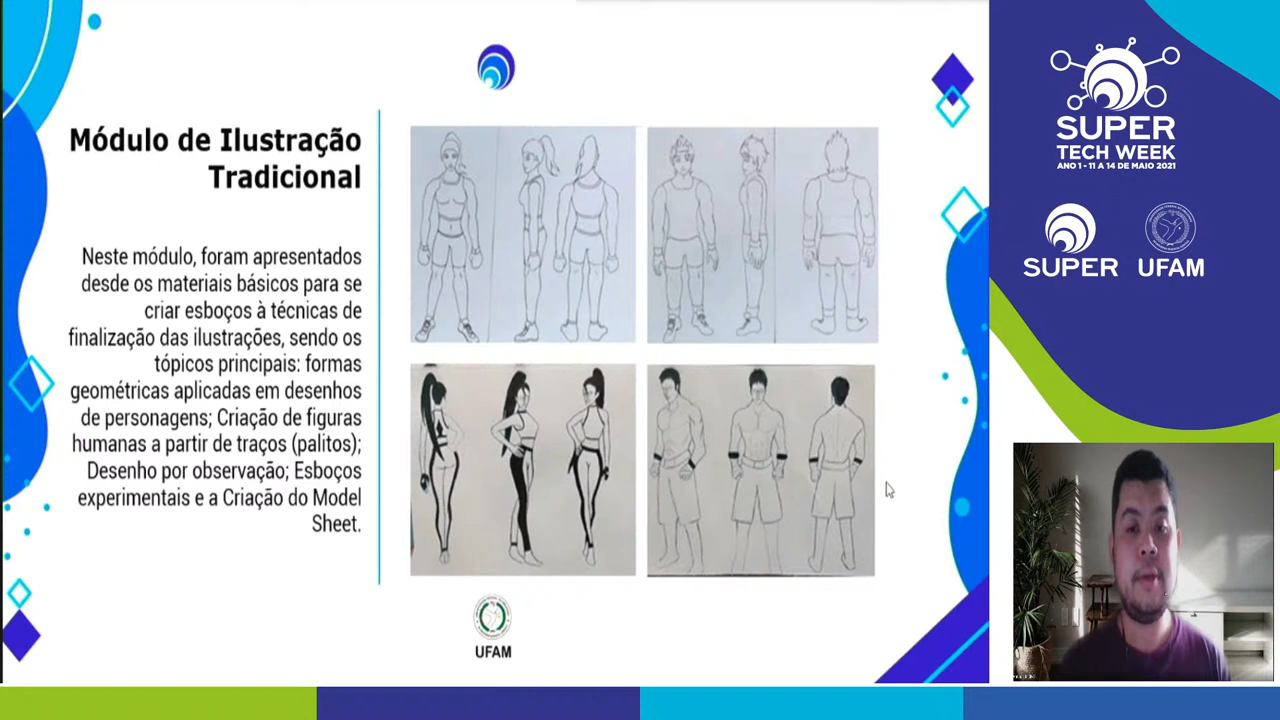 Módulo de Ilustração
Tradicional
Neste módulo, foram apresentados
desde os materiais básicos para se
criar esboços à técnicas de
finalização das ilustrações, sendo os
tópicos principais: formas
geométricas aplicadas em desenhos
de personagens; Criação de figuras
humanas a partir de traços (palitos);
Desenho por observação; Esboços
experimentais e a Criação do Model
Sheet.
UFAM
SUPER
TECH WEEK
ANO 1 - 11 A 14 DE MAIO 2021
SUPER
UFAM